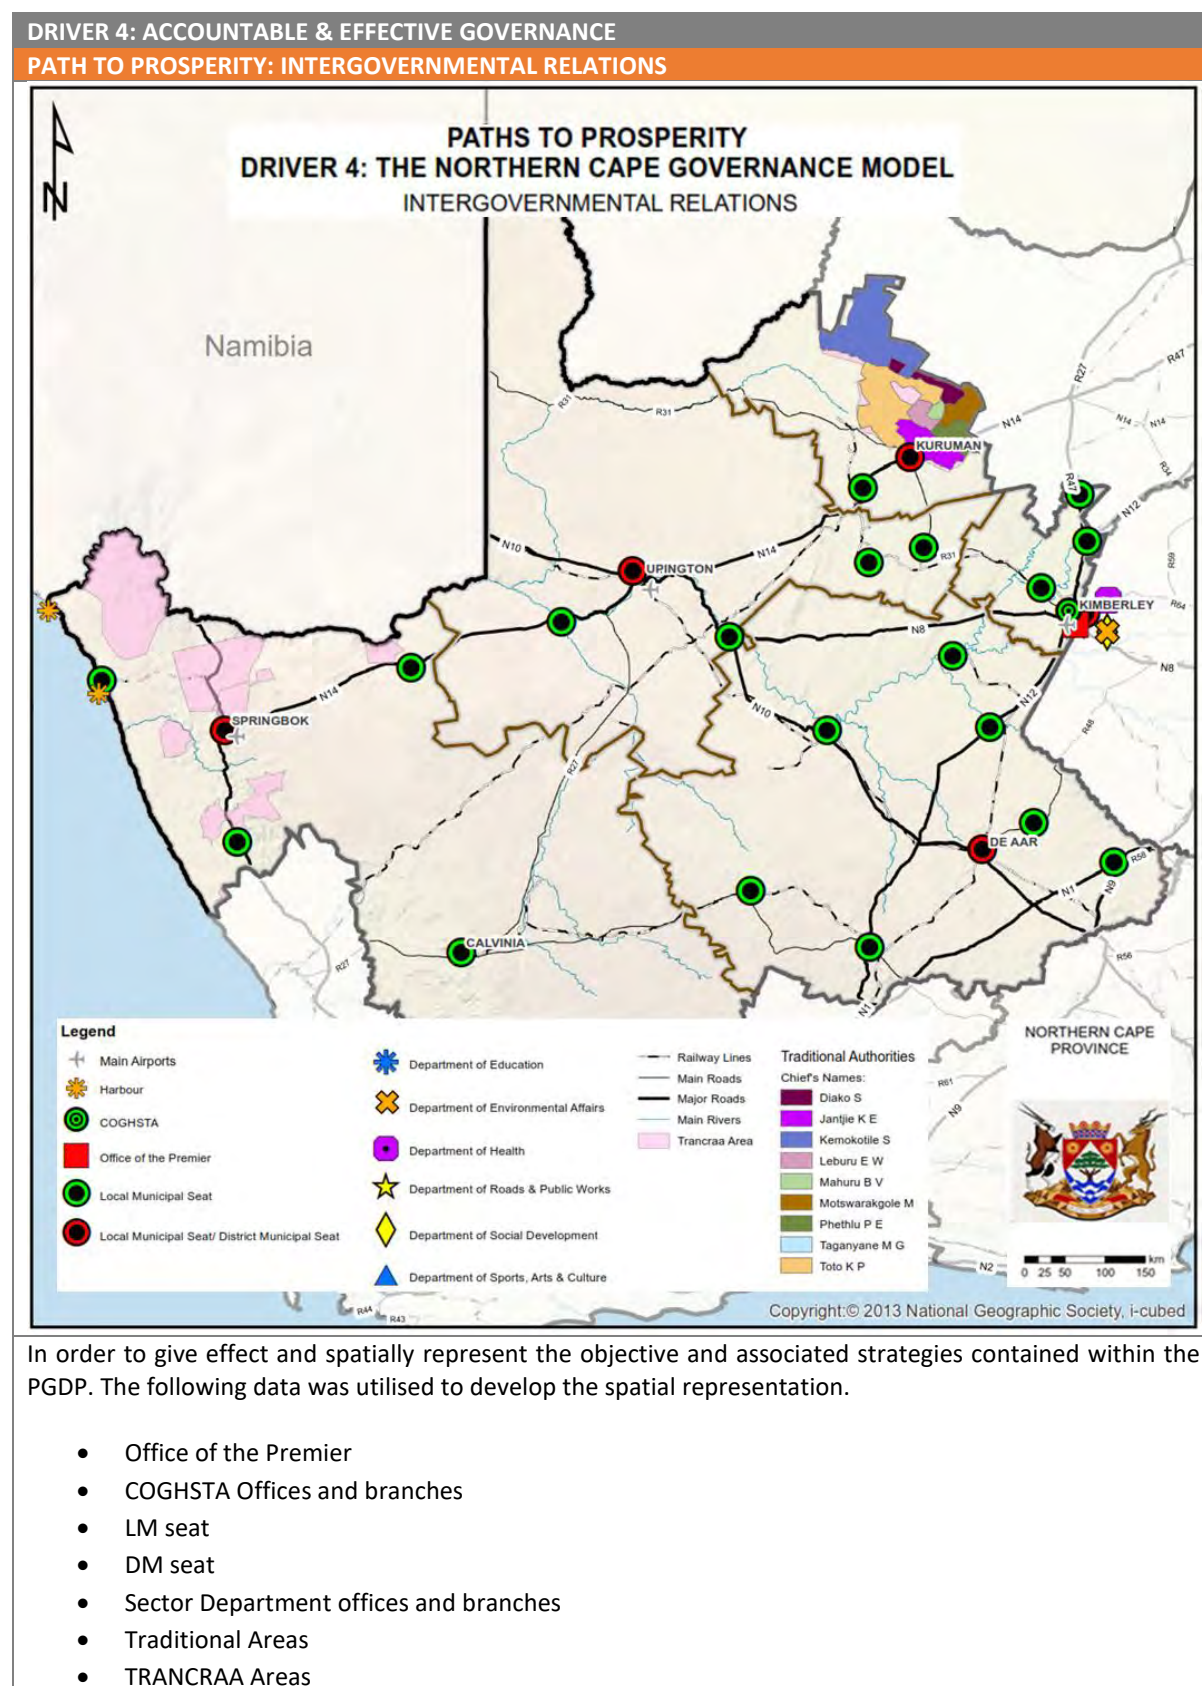 DRIVER 4: ACCOUNTABLE & EFFECTIVE GOVERNANCE
PATH TO PROSPERITY: INTERGOVERNMENTAL RELATIONS
PATHS TO PROSPERITY
DRIVER 4: THE NORTHERN CAPE GOVERNANCE MODEL
INTERGOVERNMENTAL RELATIONS
N
Namibia
R47
R27
R31
R31
N14
N14
N14
KURUMAN
R34
R47
N12
N10
N14
R31
R59
UPINGTON
R64
KIMBERLEY
N8
N8
N14
N12
N10
SPRINGBOK
R48
R27
DE AAR
R58
N1
N9
CALVINIA
R27
R56
N1
R61
N9
N2
R44
R43
Legend
Main Airports
Harbour
COGHSTA
Office of the Premier
Local Municipal Seat
Local Municipal Seat/ District Municipal Seat
Department of Education
Department of Environmental Affairs
Department of Health
Department of Roads & Public Works
Department of Social Development
Department of Sports, Arts & Culture
Railway Lines
Main Roads
Major Roads
Main Rivers
Trancraa Area
Traditional Authorities
Chief's Names:
Diako S
Jantjie K E
Kemokotile S
Leburu E W
Mahuru B V
Motswarakgole M
Phethlu P E
Taganyane M G
Toto K P
NORTHERN CAPE
PROVINCE
km
0 25 50 100 150
Copyright:© 2013 National Geographic Society, i-cubed
In order to give effect and spatially represent the objective and associated strategies contained within the
PGDP. The following data was utilised to develop the spatial representation.
• Office of the Premier
• COGHSTA Offices and branches
• LM seat
• DM seat
• Sector Department offices and branches
• Traditional Areas
• TRANCRAA Areas